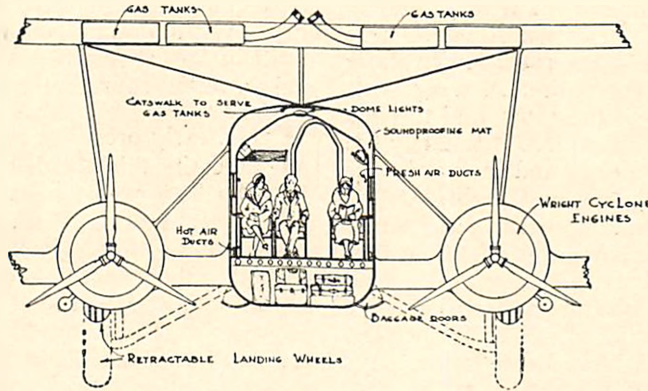 GAS TANKS
GAS TANKS
CATSWALK TO SERVE
GAS TANKS
DOME LIGHTS
SOUNDPROOFING MAT
FRESH AIR DUCTS
WRIGHT CYCLONE
ENGINES
HOT AIR
DUCTS
BAGGAGE DOORS
RETRACTABLE LANDING WHEELS